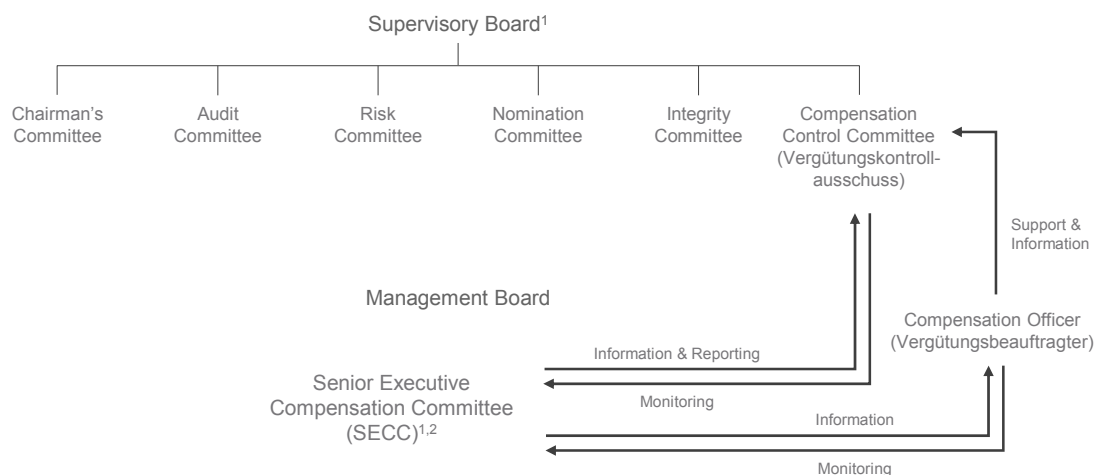 Supervisory Board¹
Chairman's
Committee
Audit
Committee
Risk
Committee
Nomination
Committee
Integrity
Committee
Compensation
Control Committee
(Vergütungskontroll-
ausschuss)
Support &
Information
Management Board
Compensation Officer
(Vergütungsbeauftragter)
Information & Reporting
Senior Executive
Compensation Committee
(SECC)¹,²
Monitoring
Information
Monitoring